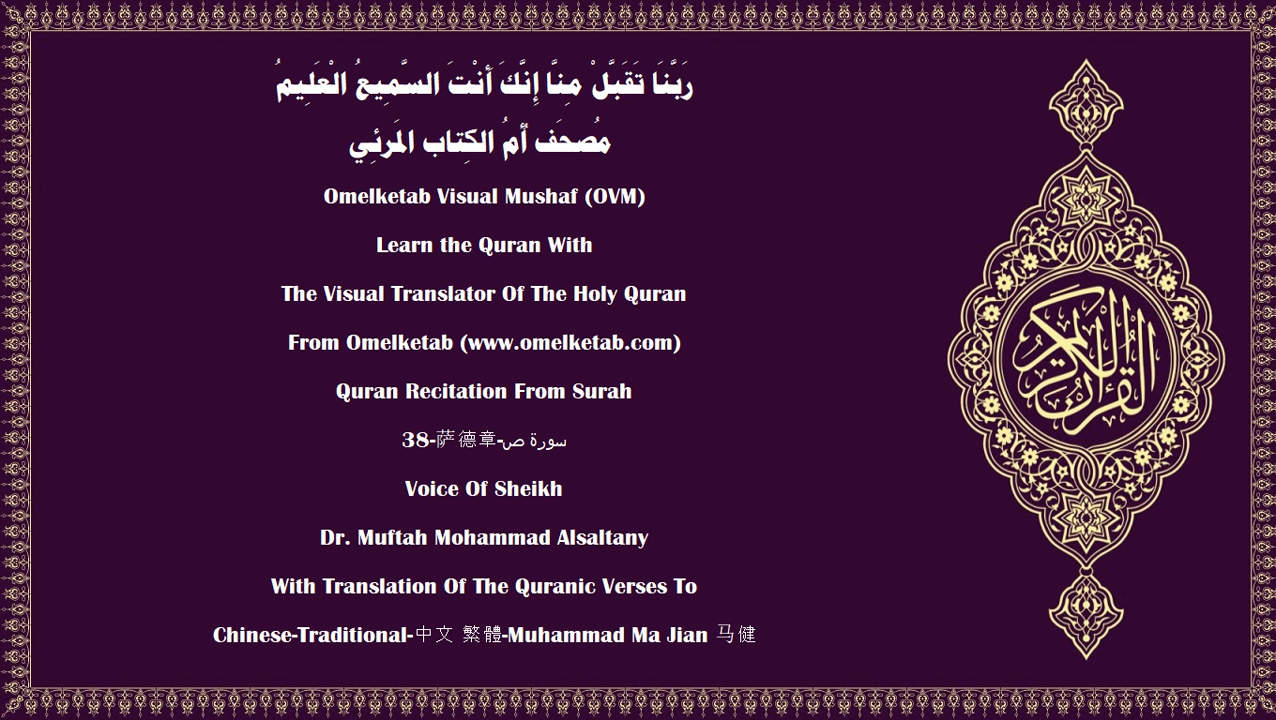 رَبَّنَا تَقَبَّلْ مِنَّا إِنَّكَ أَنْتَ السَّمِيعُ الْعَلِيمُ
مُصحَف أمُ الكِتاب المَرئِي
Omelketab Visual Mushaf (OVM)
Learn the Quran With
The Visual Translator Of The Holy Quran
From Omelketab (www.omelketab.com)
Quran Recitation From Surah
38-萨德章-سورة ص
Voice Of Sheikh
Dr. Muftah Mohammad Alsaltany
With Translation Of The Quranic Verses To
Chinese-Traditional-中文 繁體-Muhammad Ma Jian 马健
القرآن الكريم